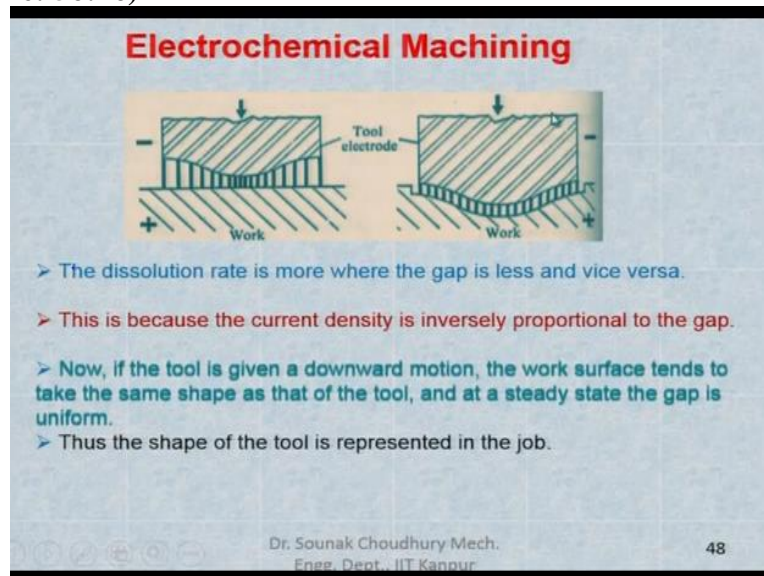 Electrochemical Machining
Tool
electrode
−
−
+
Work
Work
+
➢ The dissolution rate is more where the gap is less and vice versa.
➢ This is because the current density is inversely proportional to the gap.
➢ Now, if the tool is given a downward motion, the work surface tends to
take the same shape as that of the tool, and at a steady state the gap is
uniform.
➢ Thus the shape of the tool is represented in the job.
Dr. Sounak Choudhury Mech.
Engg. Dept., IIT Kanpur
48